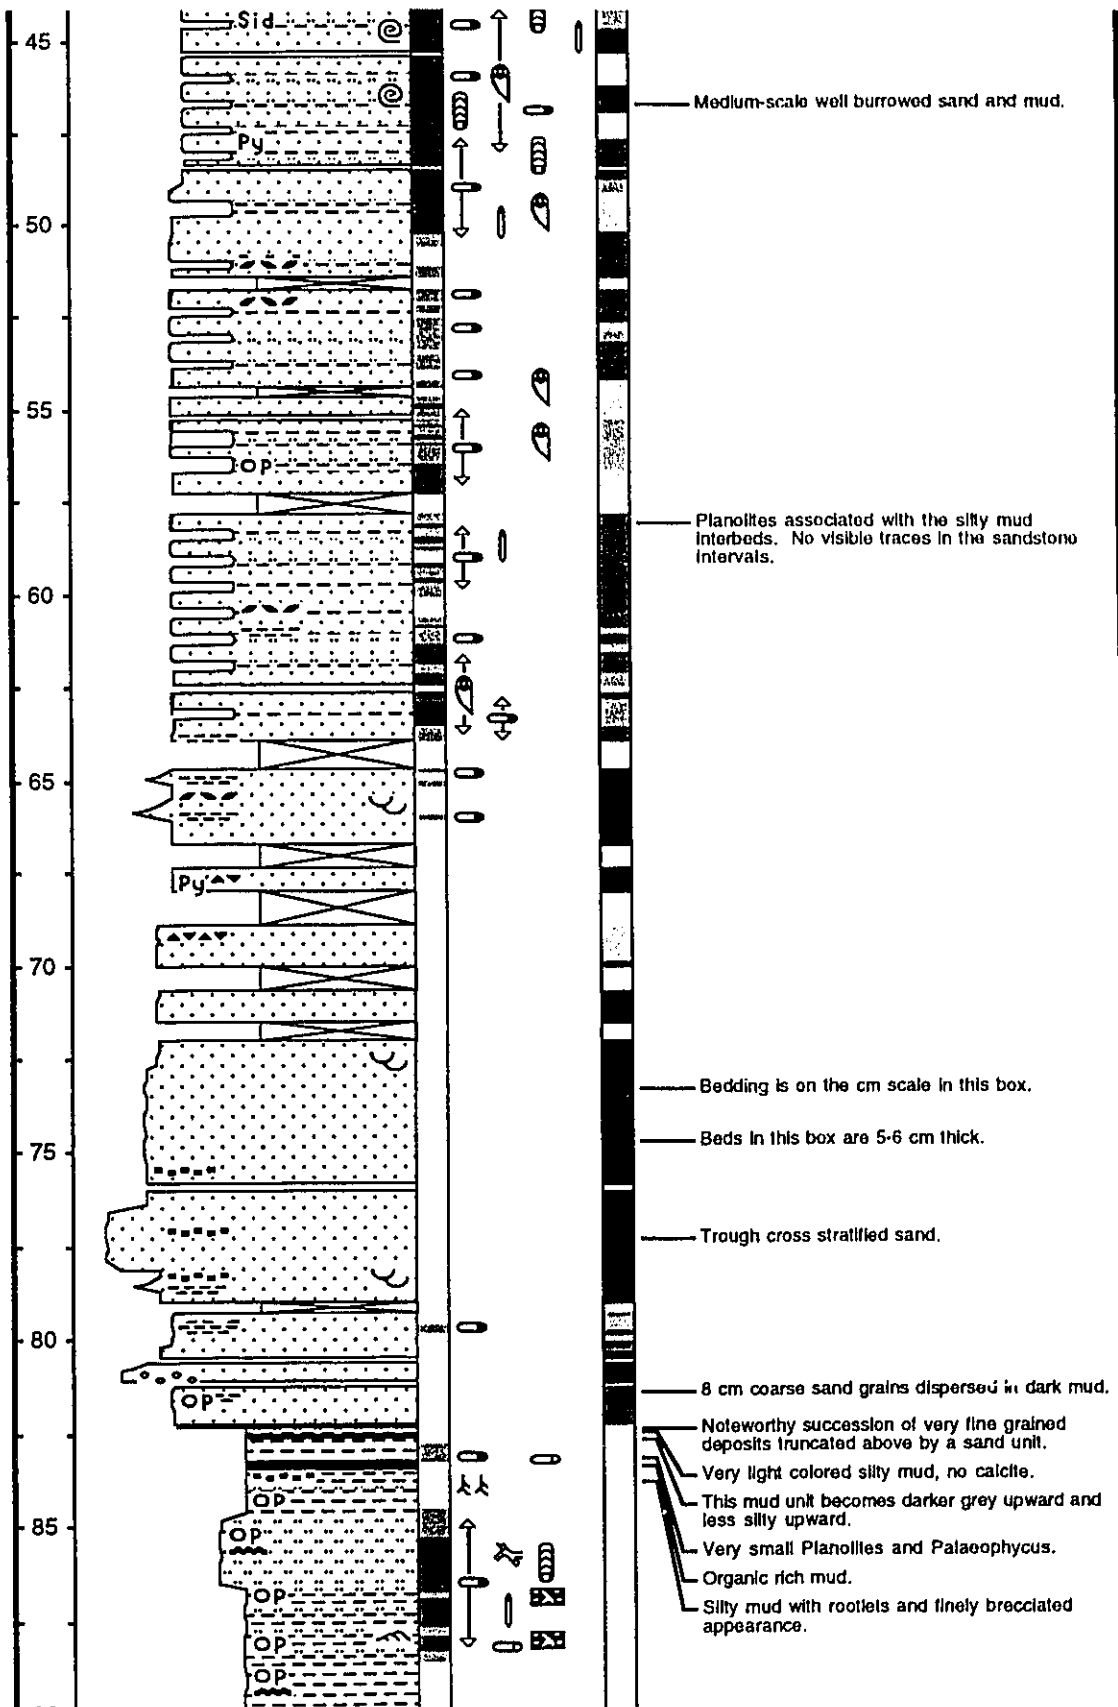 Sid
45
Medium-scale well burrowed sand and mud.
Py
50
55
OP
Planolites associated with the silty mud
interbeds. No visible traces in the sandstone
intervals.
60
65
Py
70
Bedding is on the cm scale in this box.
Beds in this box are 5-6 cm thick.
75
Trough cross stratified sand.
80
8 cm coarse sand grains dispersed in dark mud.
OP
Noteworthy succession of very fine grained
deposits truncated above by a sand unit.
Very light colored silty mud, no calcite.
OP
This mud unit becomes darker grey upward and
less silty upward.
85
OP
Very small Planolites and Palaeophycus.
Organic rich mud.
OP
Silty mud with rootlets and finely brecciated
appearance.
OP
OP